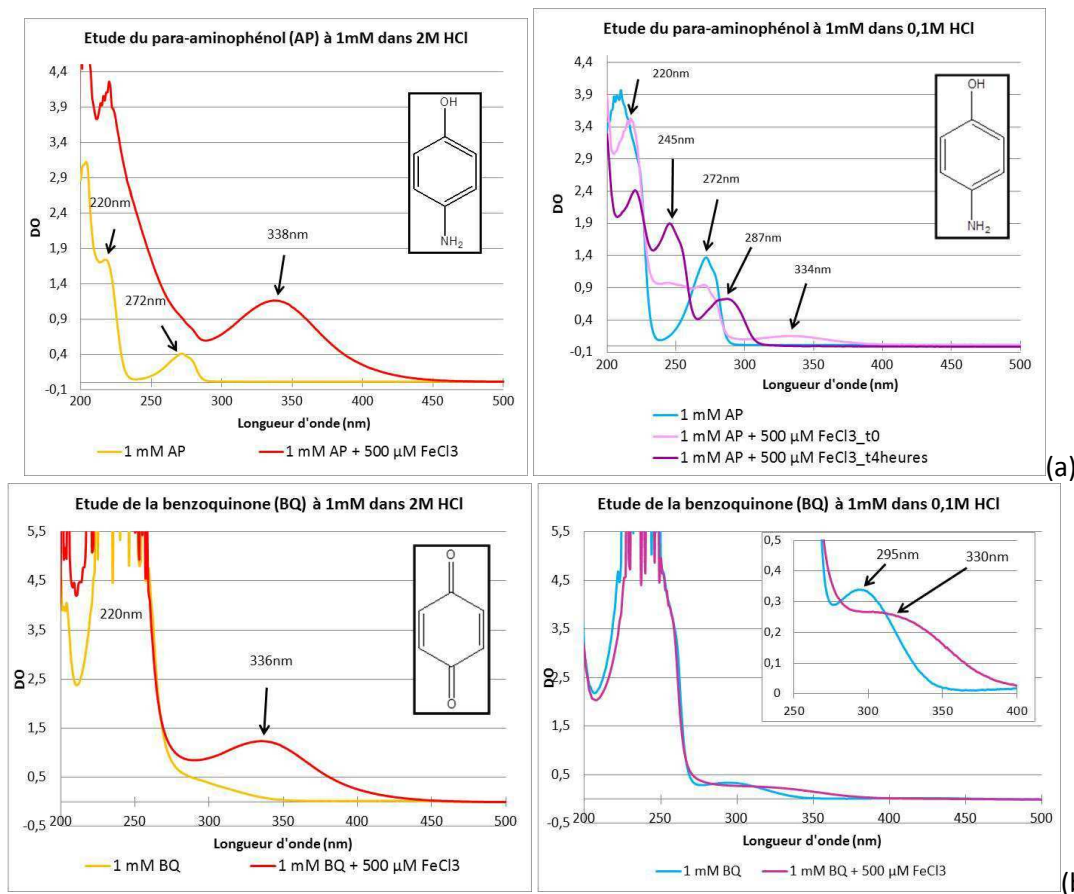 Etude du para-aminophénol (AP) à 1mM dans 2M HCl
4,4
3,9
3,4
2,9
2,4
1,9
1,4
0,9
0,4
-0,1
DO
220nm
272nm
338nm
OH
NH₂
200 250 300 350 400 450 500
Longueur d'onde (nm)
1 mM AP 1 mM AP + 500 µM FeCl3
Etude du para-aminophénol à 1mM dans 0,1M HCl
4,4
3,9
3,4
2,9
2,4
1,9
1,4
0,9
0,4
-0,1
DO
220nm
245nm
272nm
287nm
334nm
OH
NH₂
200 250 300 350 400 450 500
Longueur d'onde (nm)
1 mM AP
1 mM AP + 500 µM FeCl3_t0
1 mM AP + 500 µM FeCl3_t4heures
(a)
Etude de la benzoquinone (BQ) à 1mM dans 2M HCl
5,5
4,5
3,5
2,5
1,5
0,5
-0,5
DO
220nm
336nm
O
O
200 250 300 350 400 450 500
Longueur d'onde (nm)
1 mM BQ 1 mM BQ + 500 µM FeCl3
Etude de la benzoquinone (BQ) à 1mM dans 0,1M HCl
5,5
4,5
3,5
2,5
1,5
0,5
-0,5
DO
0,5
0,4
0,3
0,2
0,1
0
295nm
330nm
250 300 350 400
200 250 300 350 400 450 500
Longueur d'onde (nm)
1 mM BQ 1 mM BQ + 500 µM FeCl3